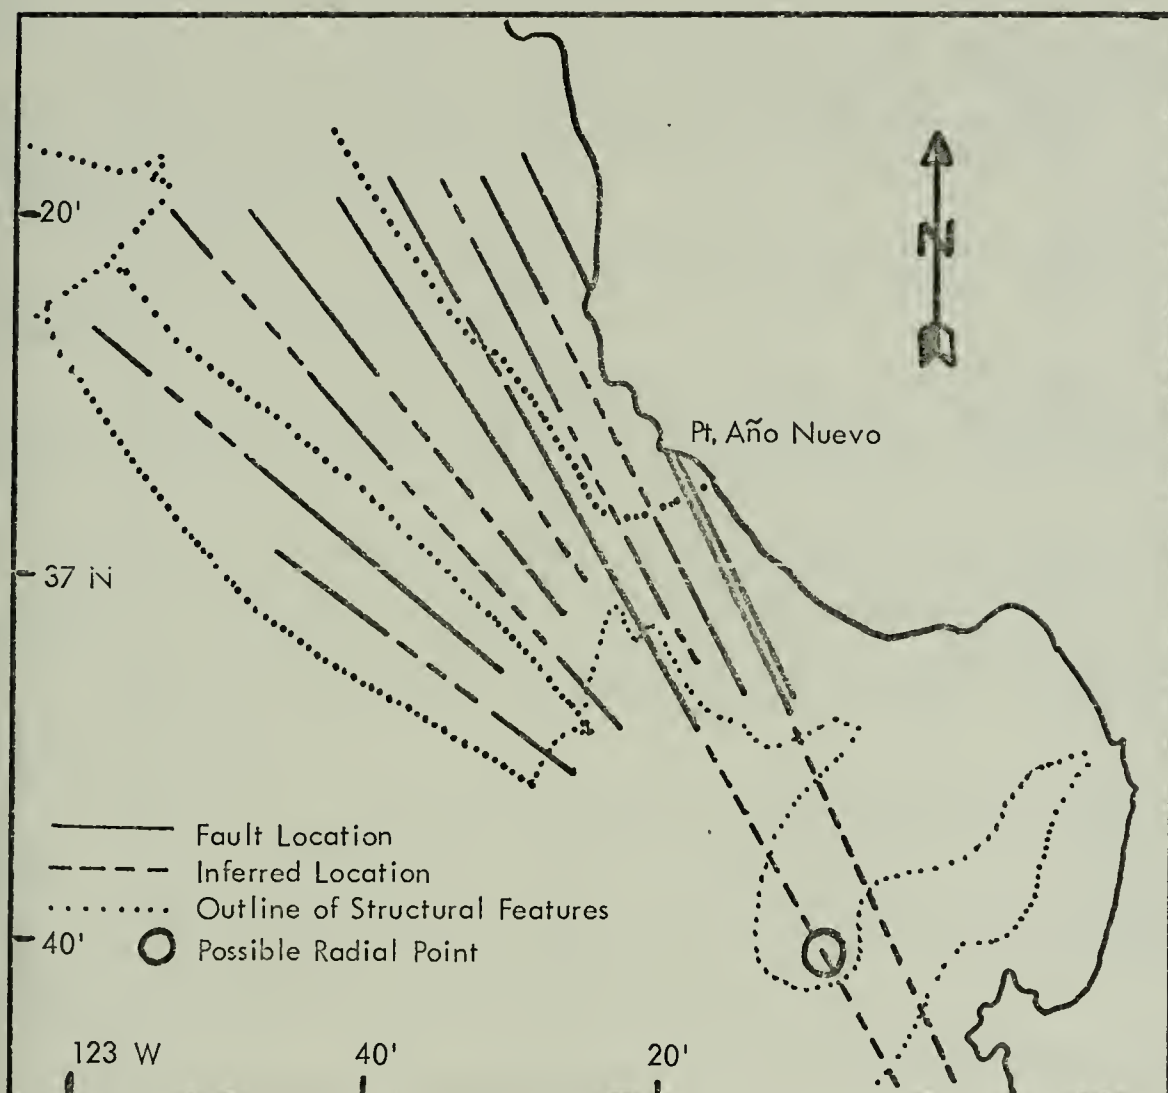 N
20'
Pt. Año Nuevo
37 N
Fault Location
Inferred Location
Outline of Structural Features
40'
Possible Radial Point
123 W 40' 20'